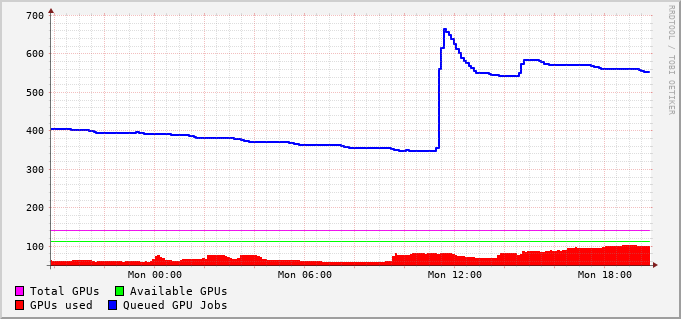 700
600
500
400
300
200
100
Mon 00:00 Mon 06:00 Mon 12:00 Mon 18:00
Total GPUs Available GPUs
GPUs used Queued GPU Jobs
RRDTOOL / TOBI OETIKER